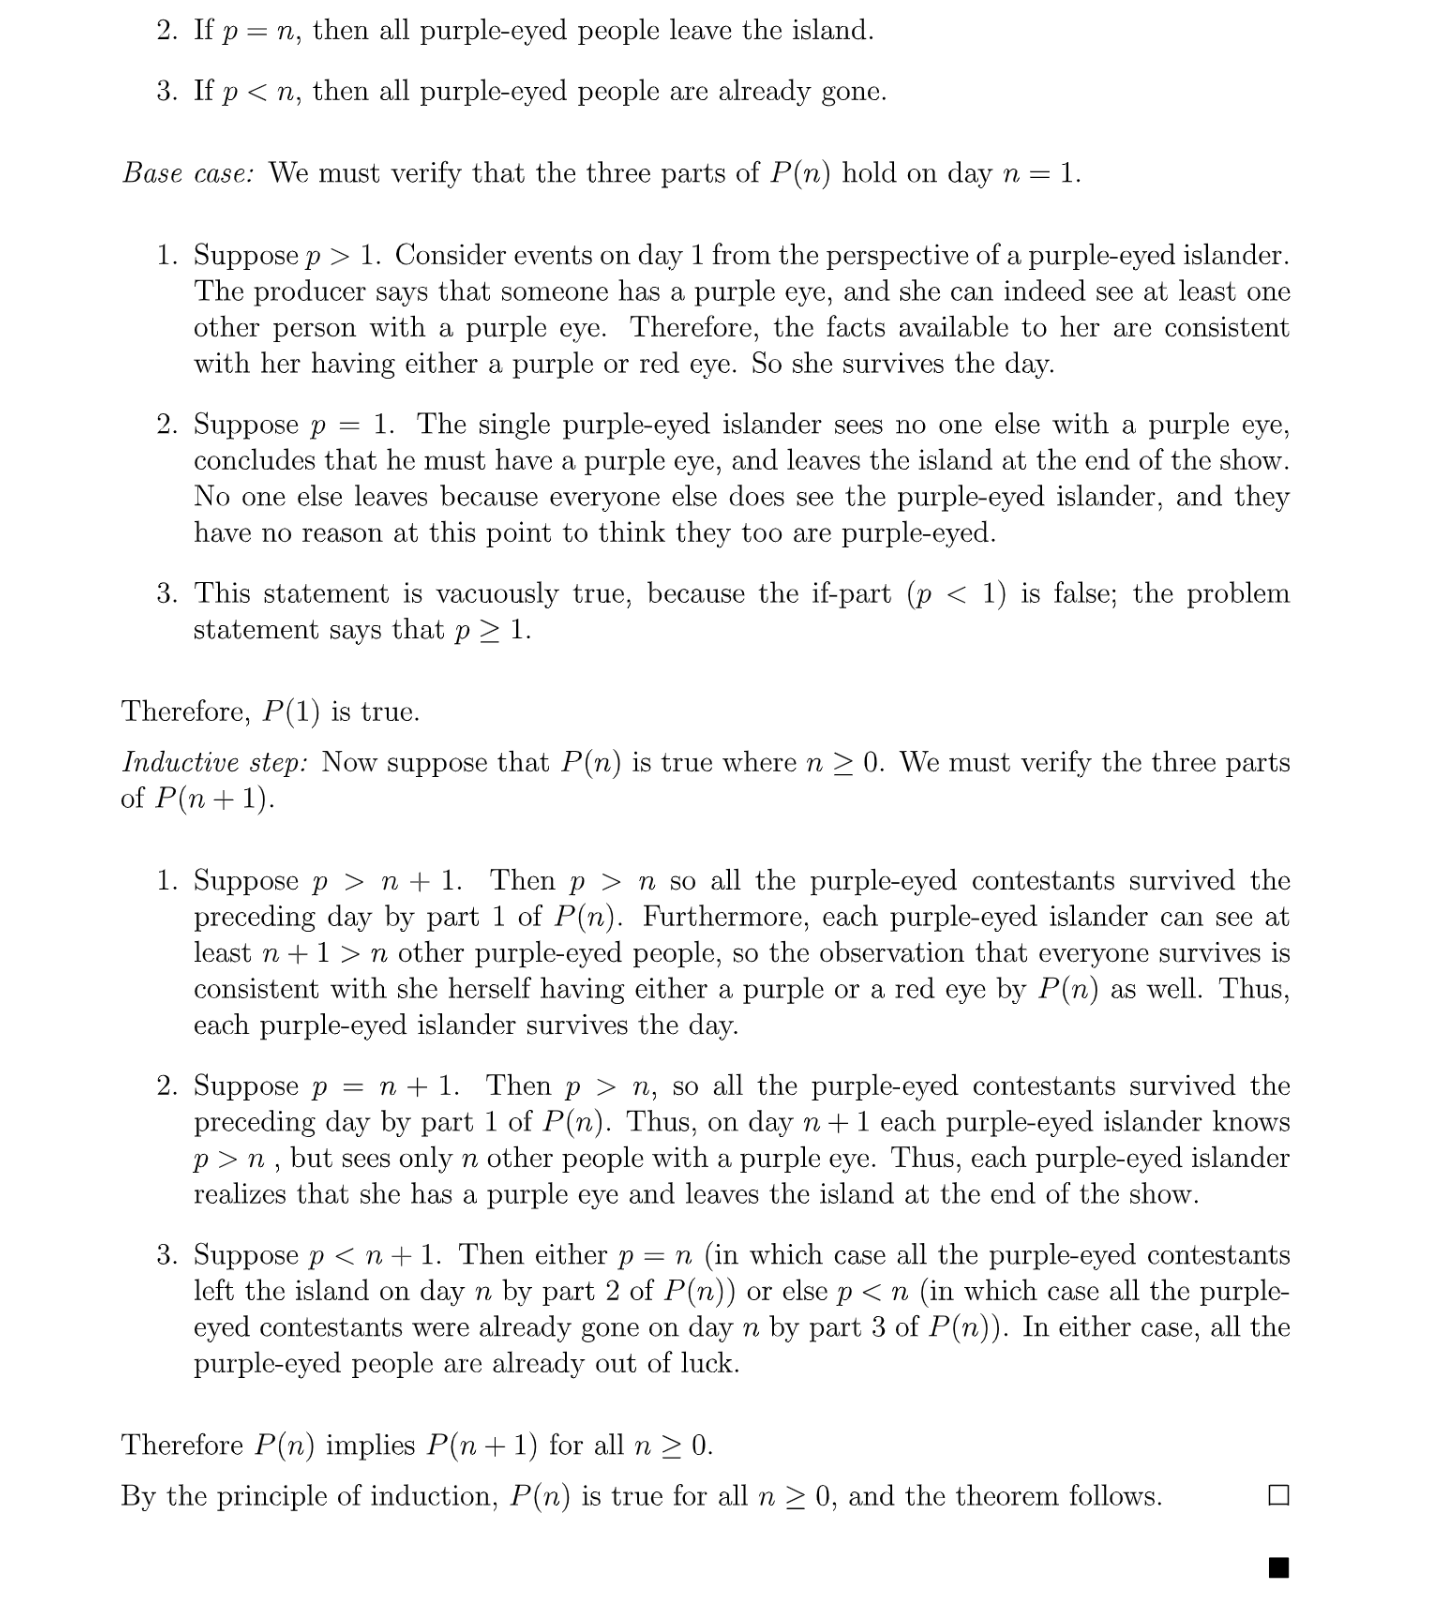 2. If p = n, then all purple-eyed people leave the island.
3. If p < n, then all purple-eyed people are already gone.
Base case: We must verify that the three parts of P(n) hold on day n = 1.
1. Suppose p > 1. Consider events on day 1 from the perspective of a purple-eyed islander.
The producer says that someone has a purple eye, and she can indeed see at least one
other person with a purple eye. Therefore, the facts available to her are consistent
with her having either a purple or red eye. So she survives the day.
2. Suppose p = 1. The single purple-eyed islander sees no one else with a purple eye,
concludes that he must have a purple eye, and leaves the island at the end of the show.
No one else leaves because everyone else does see the purple-eyed islander, and they
have no reason at this point to think they too are purple-eyed.
3. This statement is vacuously true, because the if-part (p < 1) is false; the problem
statement says that p ≥ 1.
Therefore, P(1) is true.
Inductive step: Now suppose that P(n) is true where n ≥ 0. We must verify the three parts
of P(n + 1).
1. Suppose p > n + 1. Then p > n so all the purple-eyed contestants survived the
preceding day by part 1 of P(n). Furthermore, each purple-eyed islander can see at
least n + 1 > n other purple-eyed people, so the observation that everyone survives is
consistent with she herself having either a purple or a red eye by P(n) as well. Thus,
each purple-eyed islander survives the day.
2. Suppose p = n + 1. Then p > n, so all the purple-eyed contestants survived the
preceding day by part 1 of P(n). Thus, on day n + 1 each purple-eyed islander knows
p > n , but sees only n other people with a purple eye. Thus, each purple-eyed islander
realizes that she has a purple eye and leaves the island at the end of the show.
3. Suppose p < n + 1. Then either p = n (in which case all the purple-eyed contestants
left the island on day n by part 2 of P(n)) or else p < n (in which case all the purple-
eyed contestants were already gone on day n by part 3 of P(n)). In either case, all the
purple-eyed people are already out of luck.
Therefore P(n) implies P(n + 1) for all n ≥ 0.
By the principle of induction, P(n) is true for all n ≥ 0, and the theorem follows. □
■